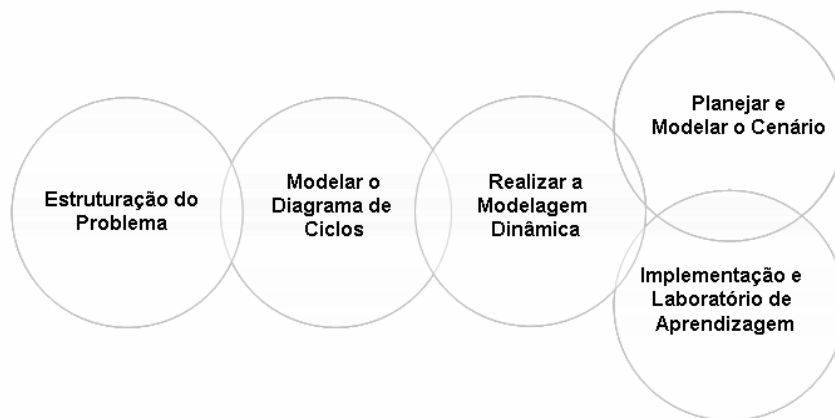 Estruturação do
Problema
Modelar o
Diagrama de
Ciclos
Realizar a
Modelagem
Dinâmica
Planejar e
Modelar o Cenário
Implementação e
Laboratório de
Aprendizagem